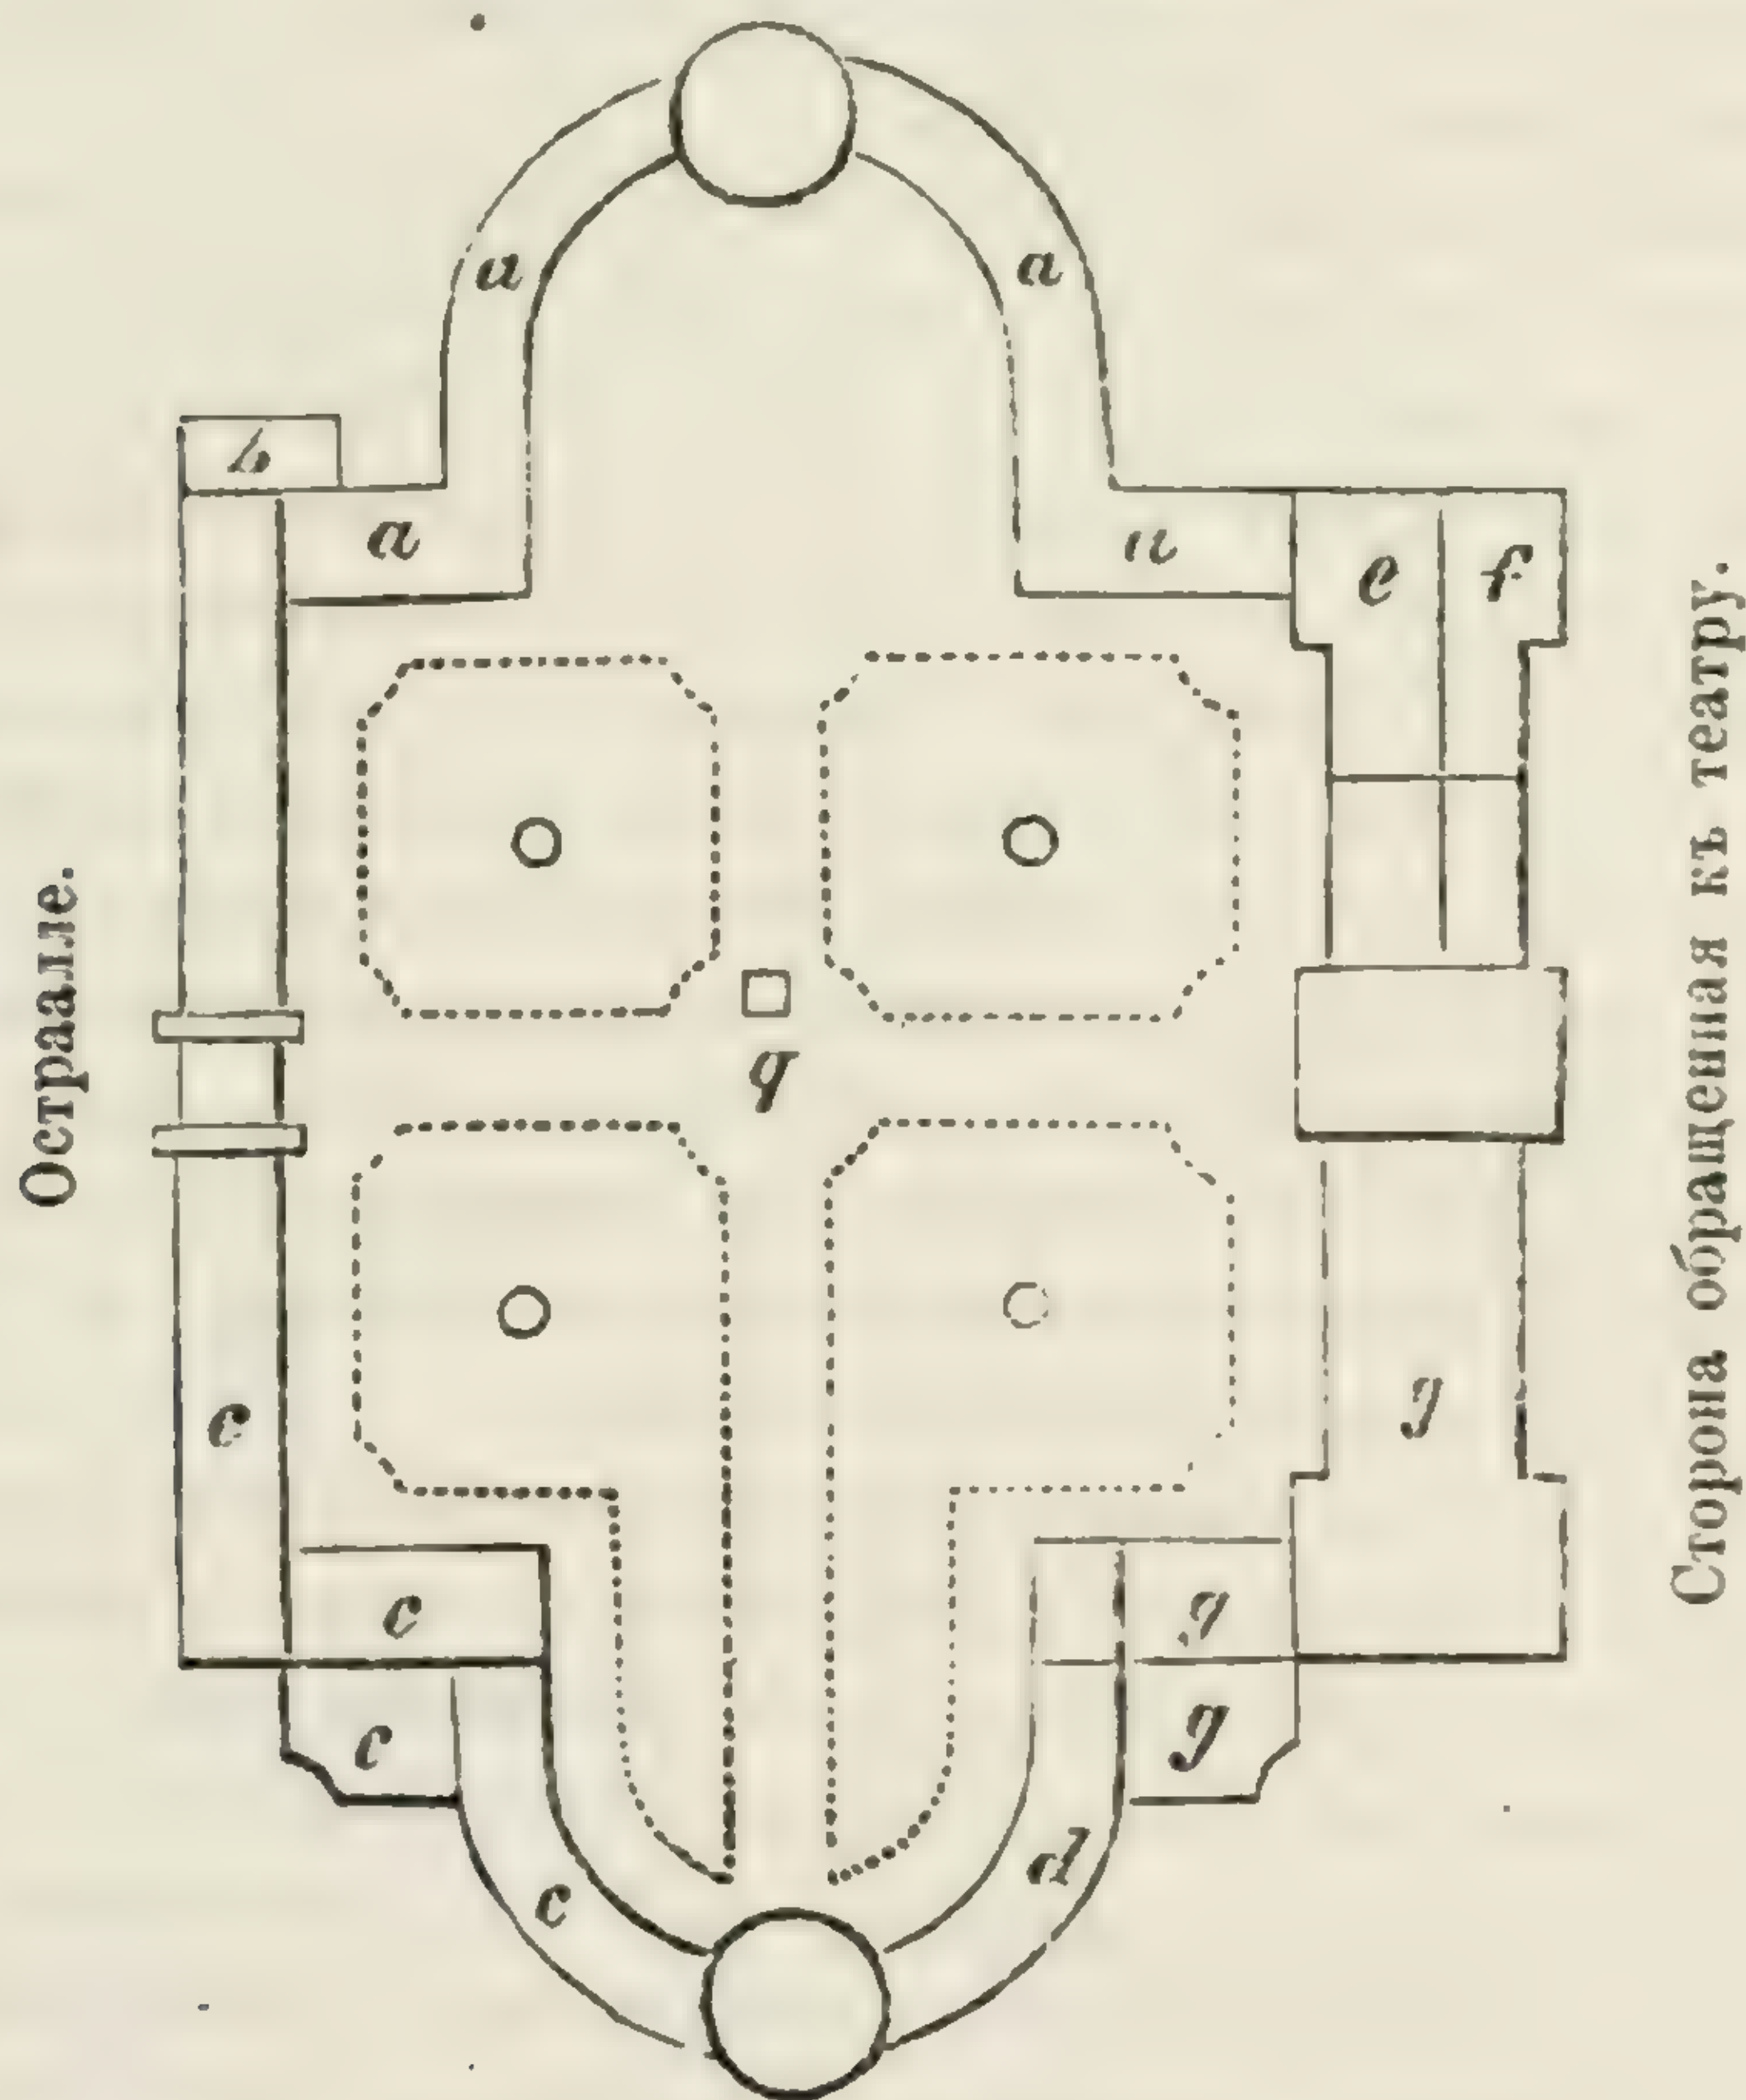 Остраалле.
a
a
b
a
a
e
f
q
c
g
c
g
c
g
c
d
Сторона обращенная къ театру.